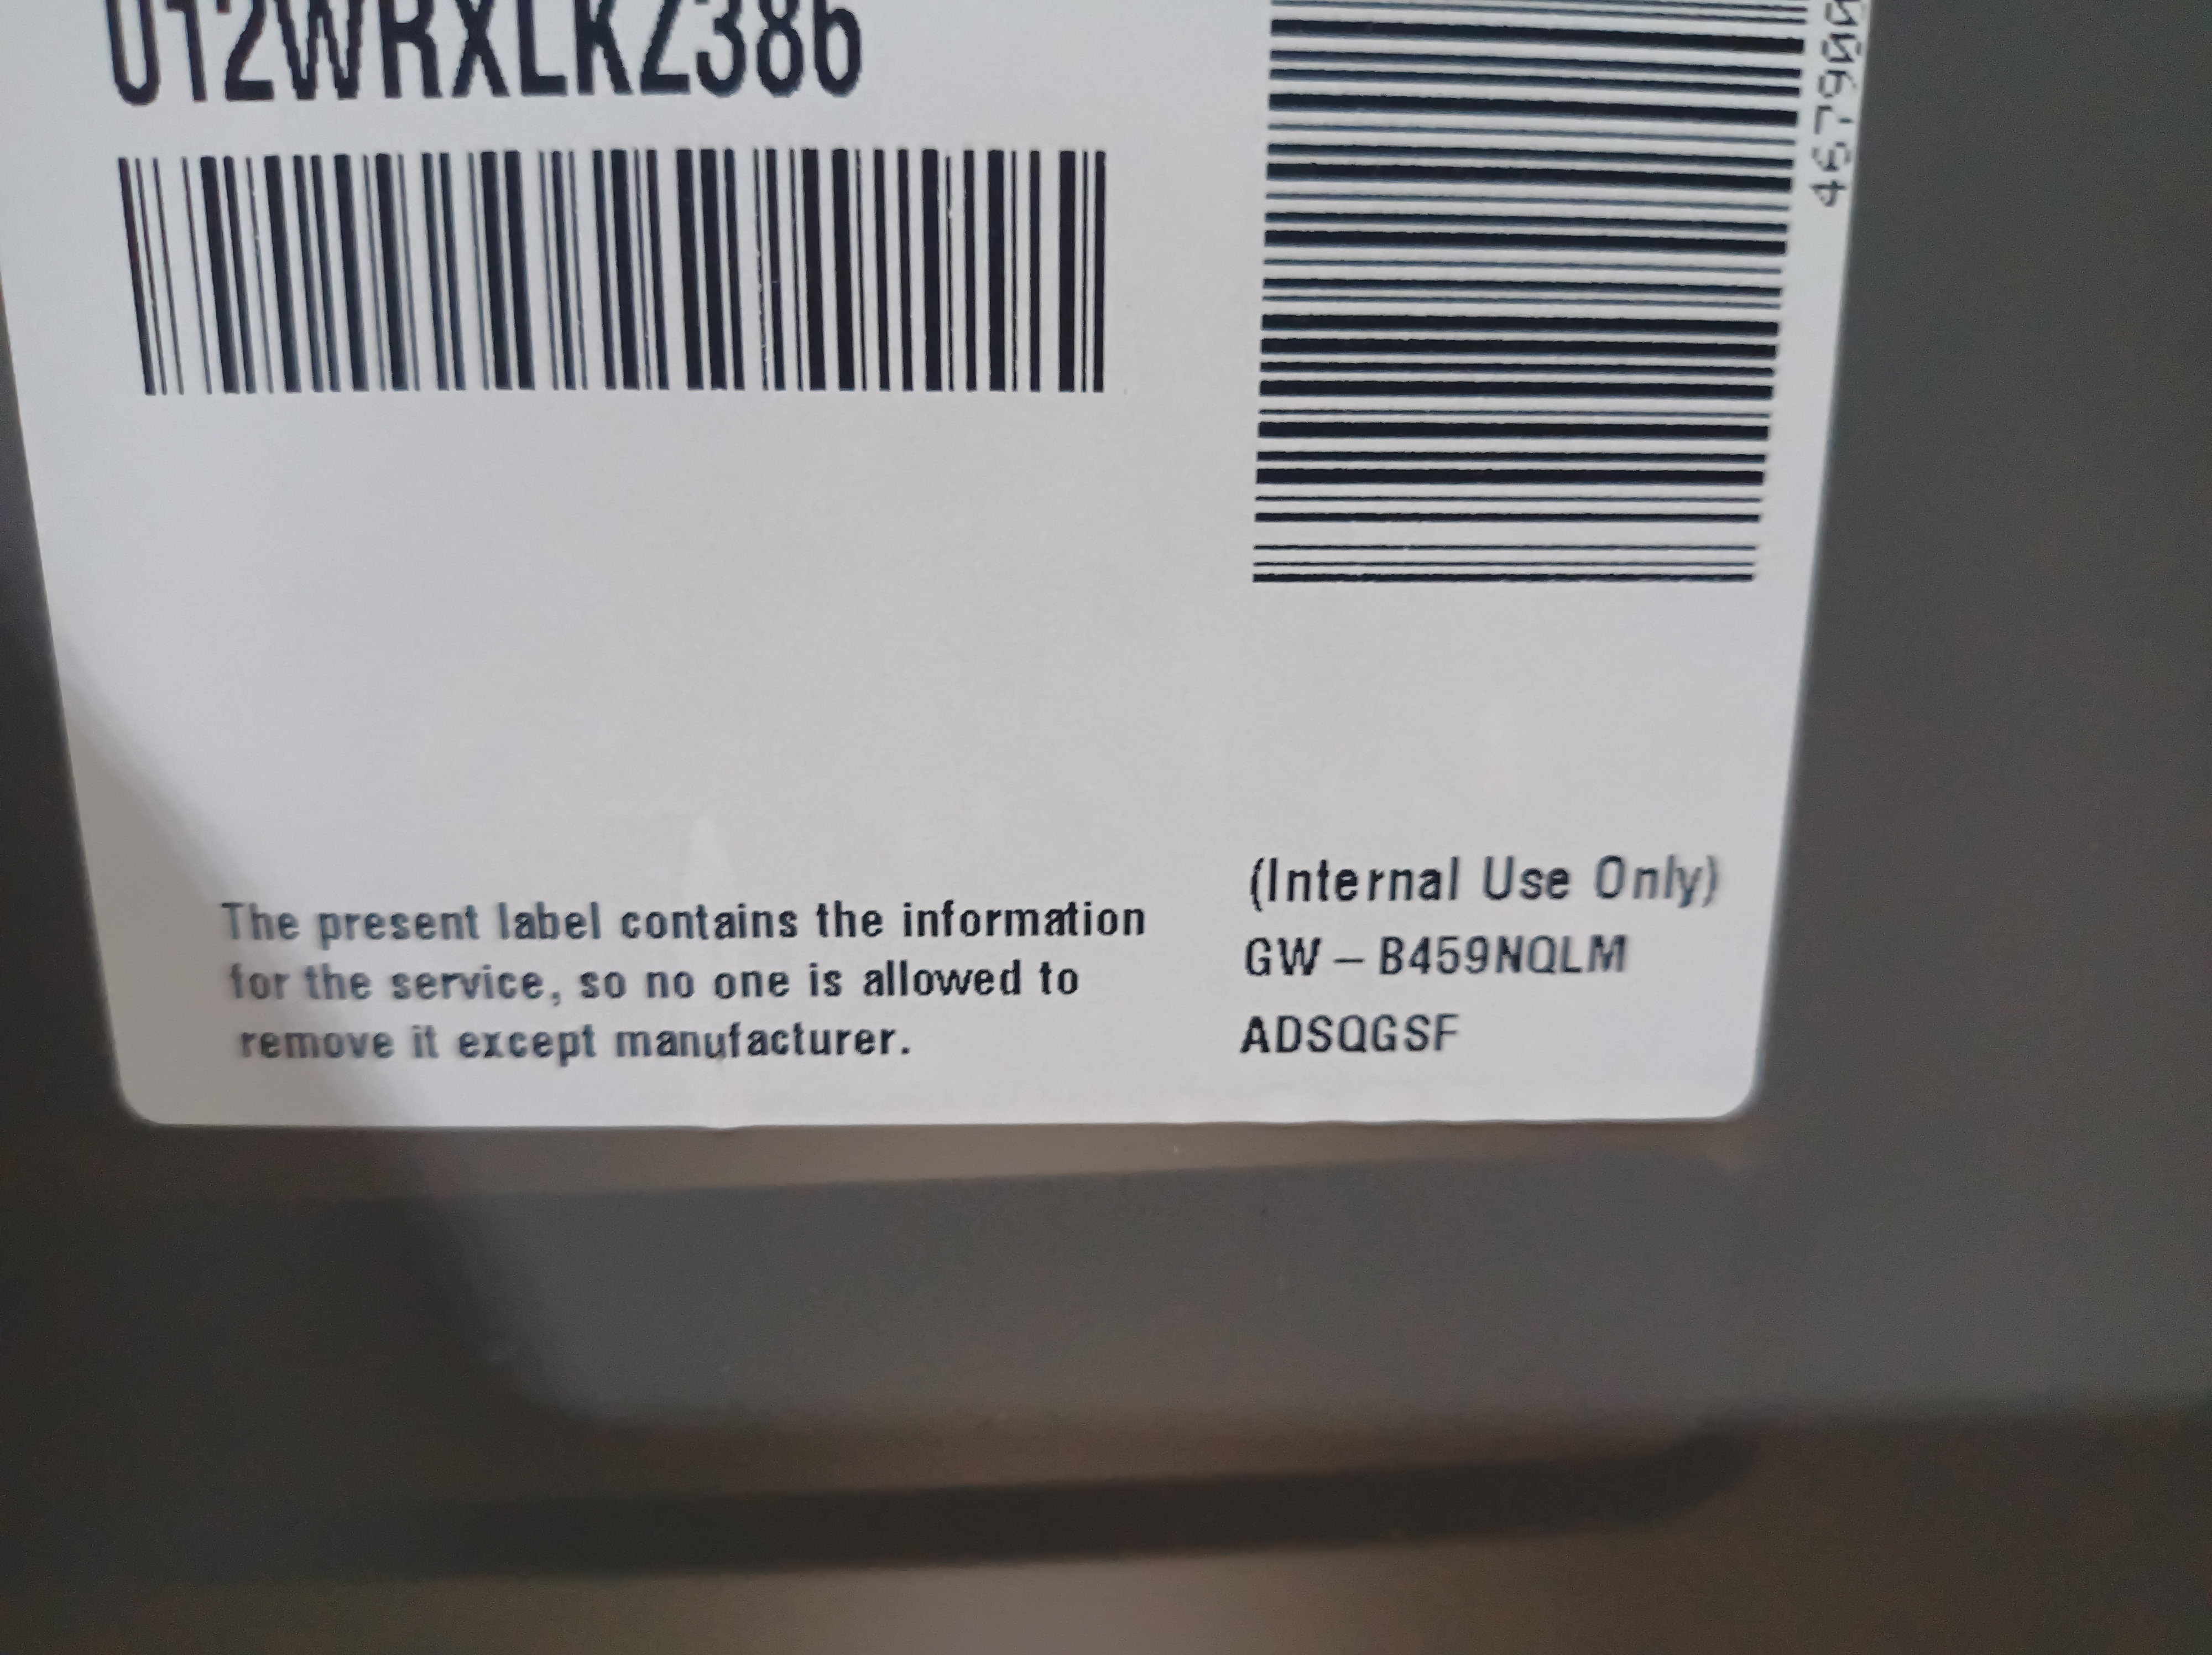 012WRXLKZ386
The present label contains the information
for the service, so no one is allowed to
remove it except manufacturer.
(Internal Use Only)
GW-B459NQLM
ADSQGSF